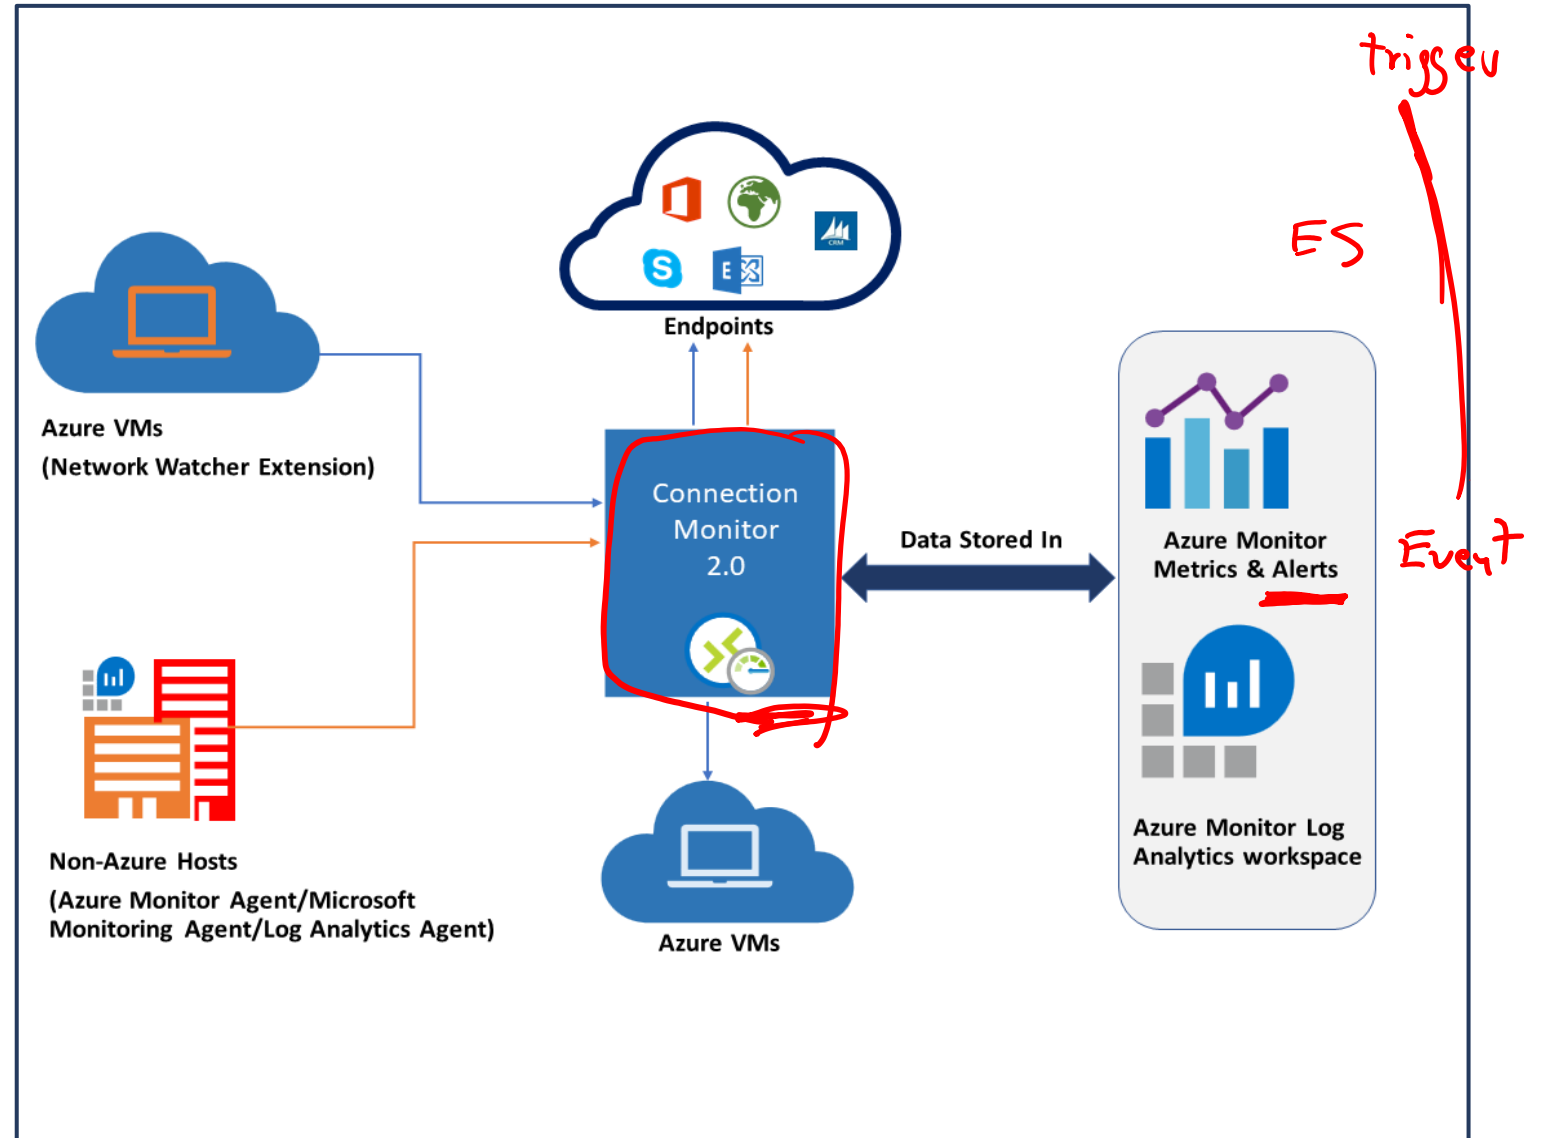 trigger
ES
CRM
S
E
Endpoints
Azure VMs
(Network Watcher Extension)
Connection
Monitor
2.0
Data Stored In
Azure Monitor
Metrics & Alerts
Event
Azure Monitor Log
Analytics workspace
Non-Azure Hosts
(Azure Monitor Agent/Microsoft
Monitoring Agent/Log Analytics Agent)
Azure VMs